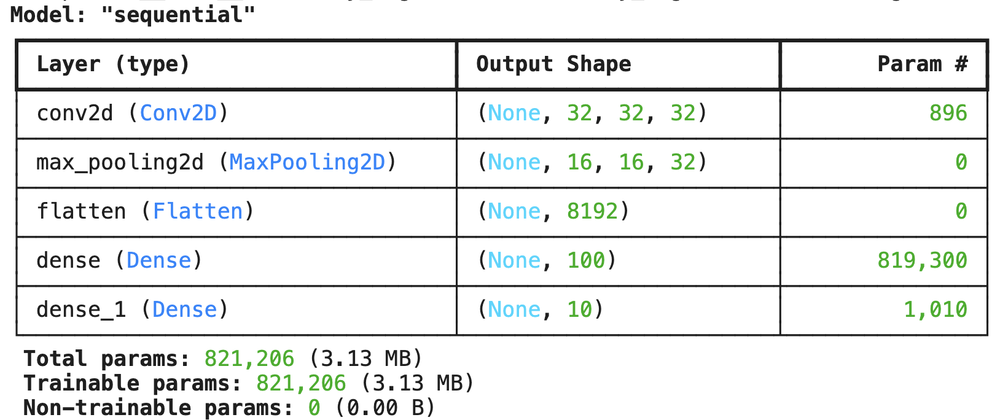 Model: "sequential"
Layer (type) Output Shape Param #
conv2d (Conv2D) (None, 32, 32, 32) 896
max_pooling2d (MaxPooling2D) (None, 16, 16, 32) 0
flatten (Flatten) (None, 8192) 0
dense (Dense) (None, 100) 819,300
dense_1 (Dense) (None, 10) 1,010
Total params: 821,206 (3.13 MB)
Trainable params: 821,206 (3.13 MB)
Non-trainable params: 0 (0.00 B)